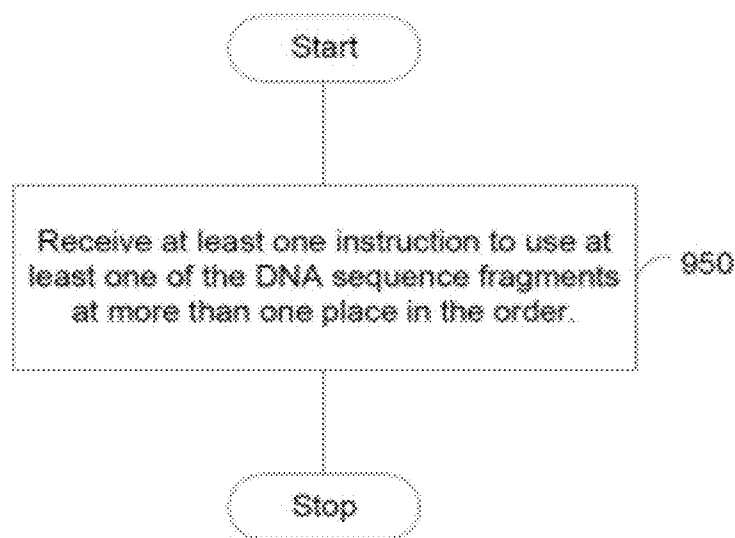 Start
Receive at least one instruction to use at
least one of the DNA sequence fragments
at more than one place in the order.
950
Stop